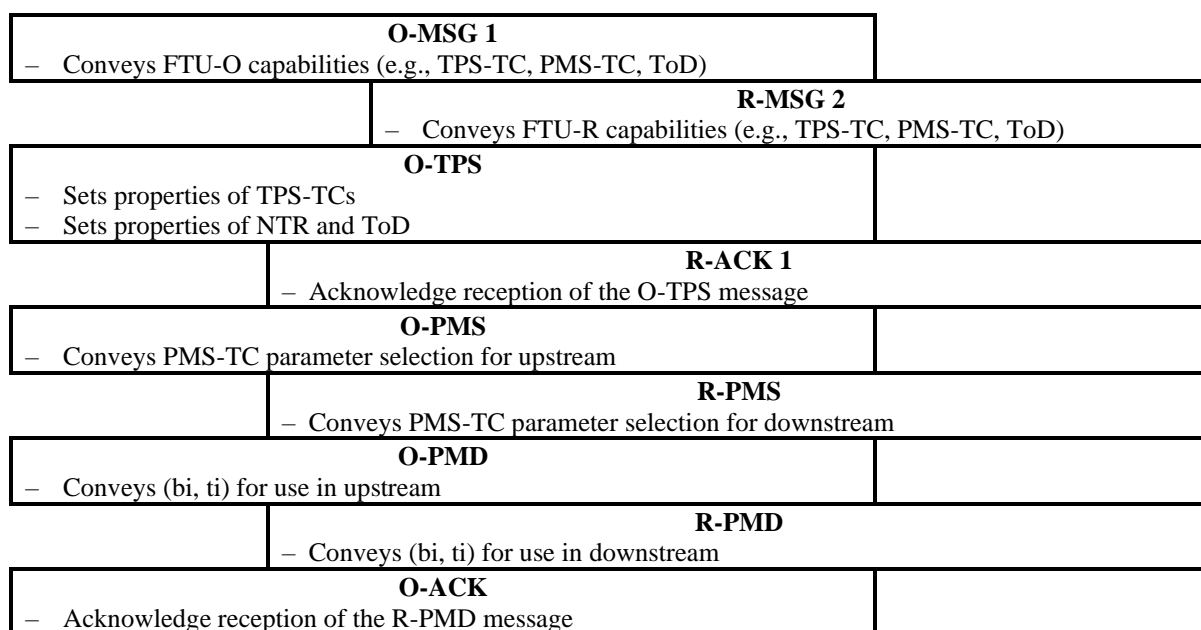 O-MSG 1
– Conveys FTU-O capabilities (e.g., TPS-TC, PMS-TC, ToD)
R-MSG 2
– Conveys FTU-R capabilities (e.g., TPS-TC, PMS-TC, ToD)
O-TPS
– Sets properties of TPS-TCs
– Sets properties of NTR and ToD
R-ACK 1
– Acknowledge reception of the O-TPS message
O-PMS
– Conveys PMS-TC parameter selection for upstream
R-PMS
– Conveys PMS-TC parameter selection for downstream
O-PMD
– Conveys (bi, ti) for use in upstream
R-PMD
– Conveys (bi, ti) for use in downstream
O-ACK
– Acknowledge reception of the R-PMD message